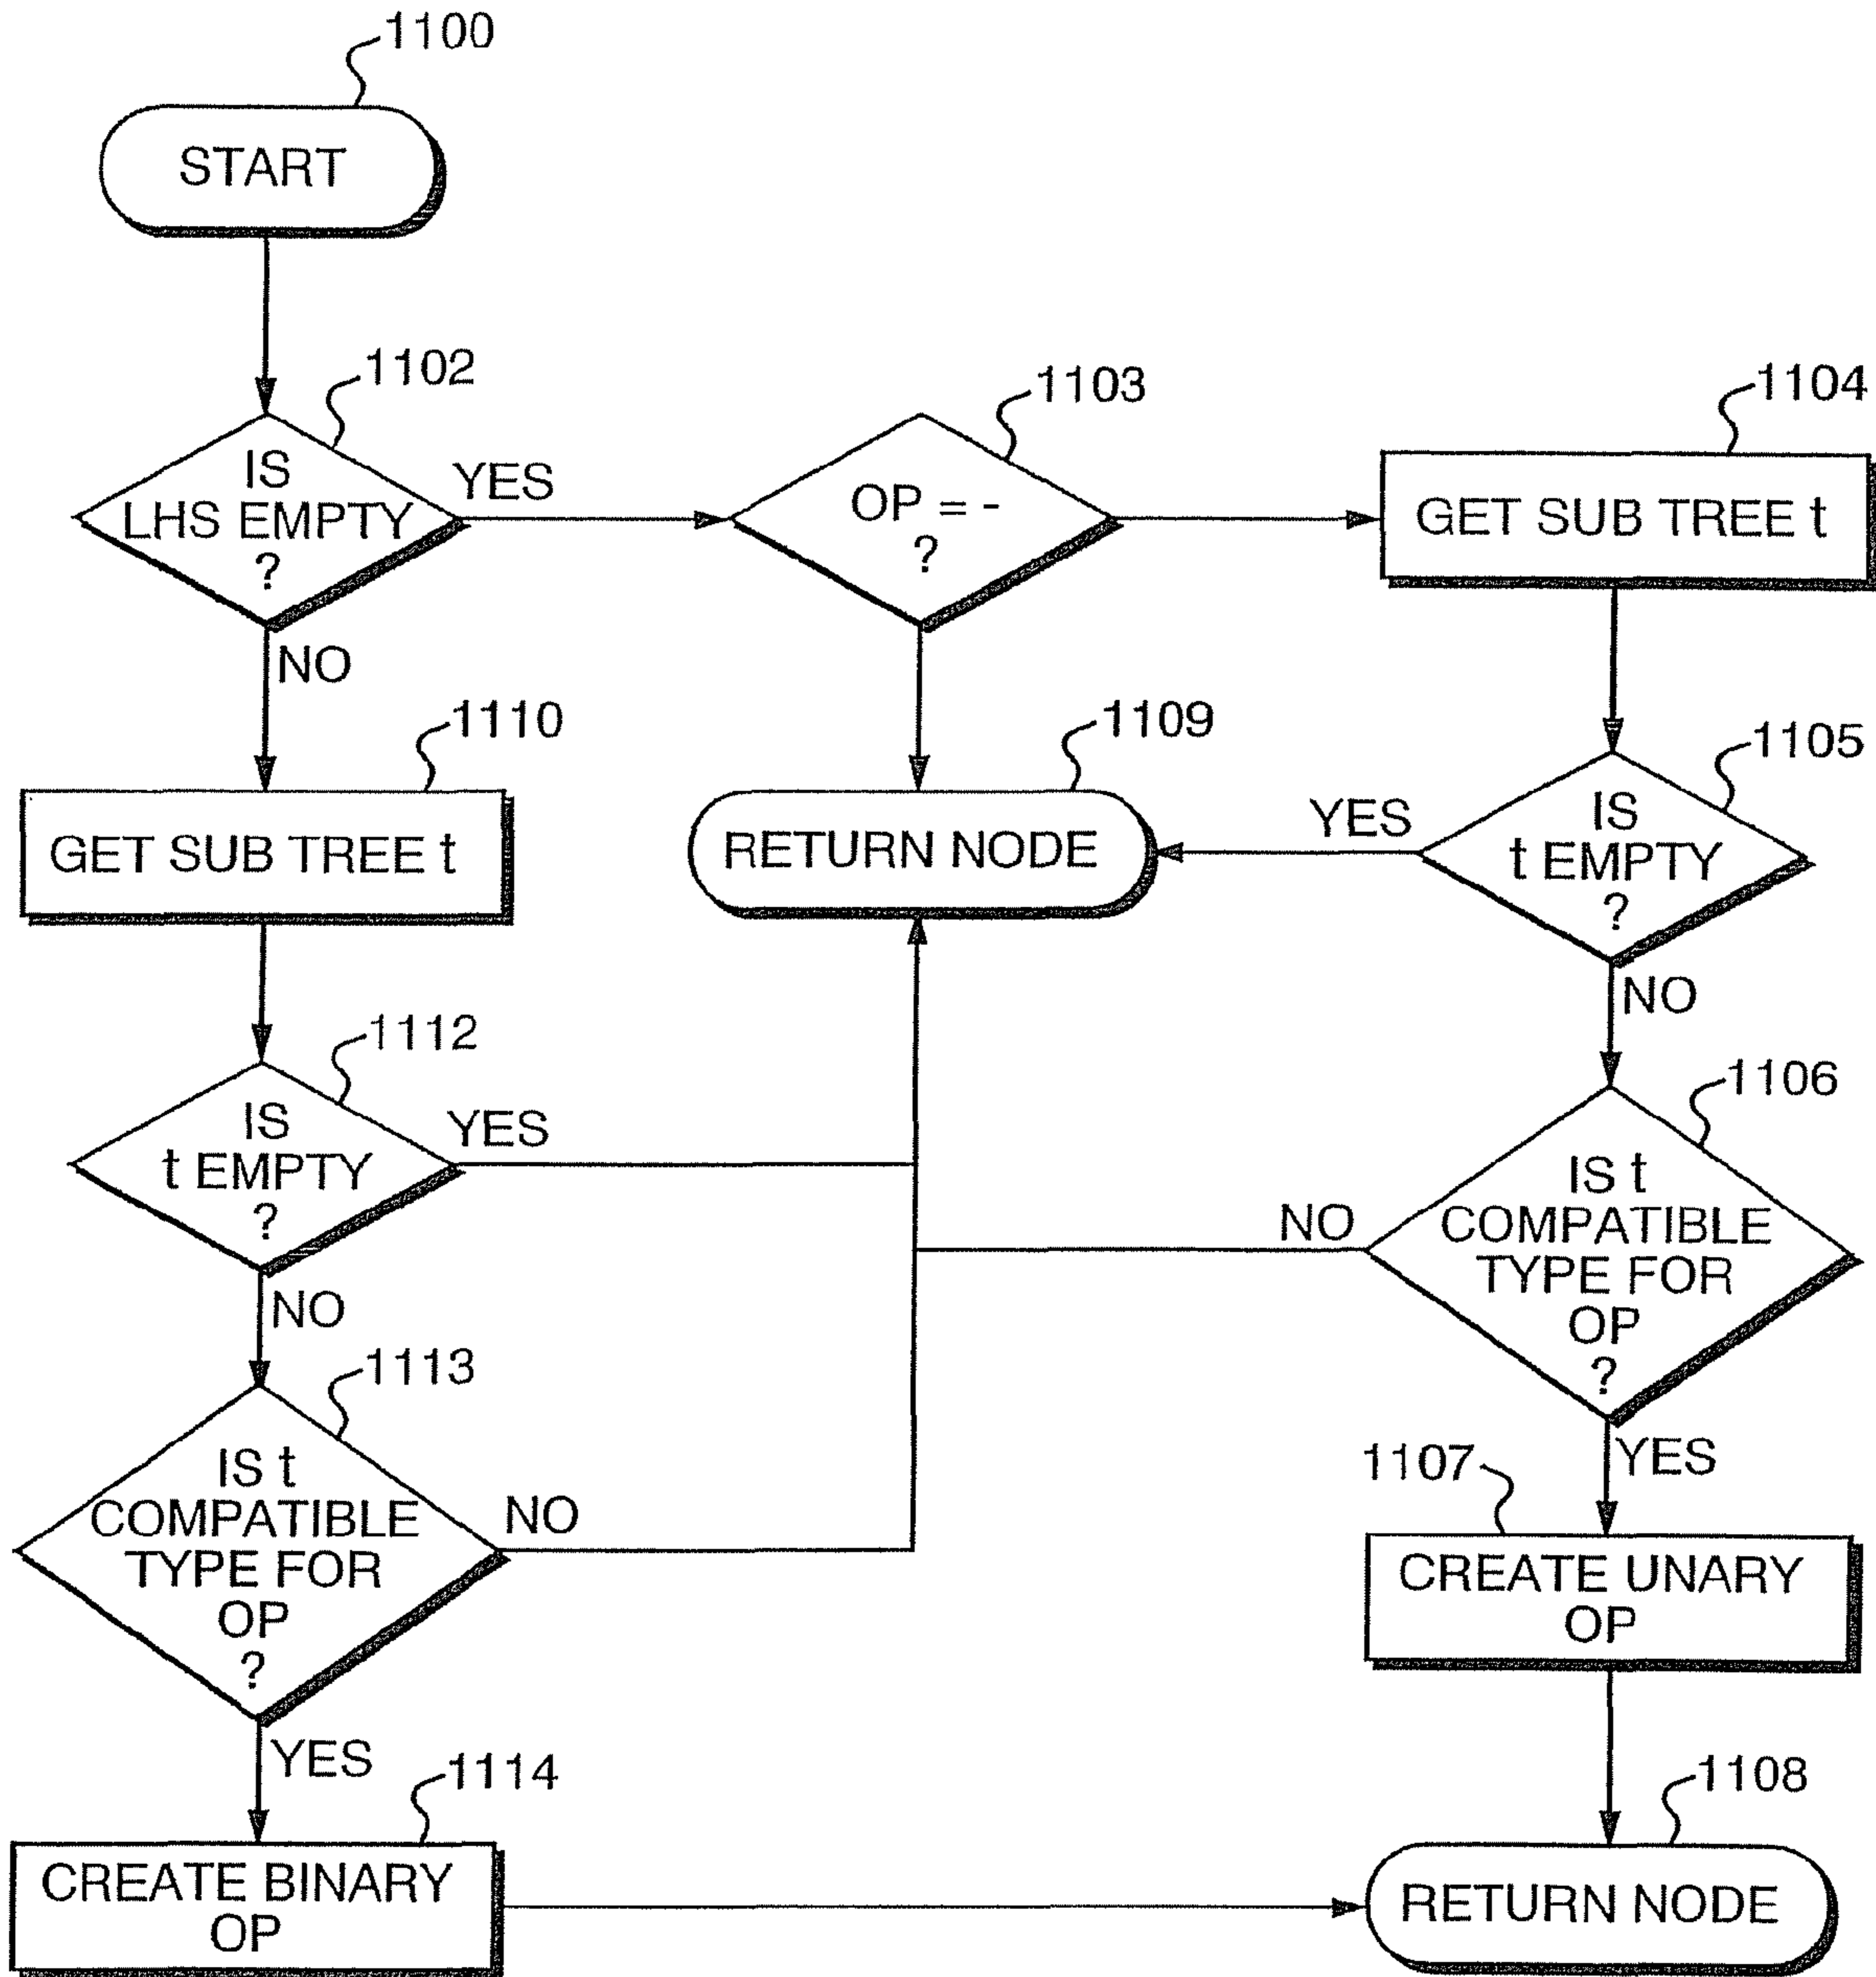 1100
START
1102
IS
LHS EMPTY
?
YES
NO
1103
OP = -
?
1104
GET SUB TREE t
1110
GET SUB TREE t
1109
RETURN NODE
1105
IS
t EMPTY
?
YES
NO
1112
IS
t EMPTY
?
YES
NO
1106
IS t
COMPATIBLE
TYPE FOR
OP
?
NO
YES
1113
IS t
COMPATIBLE
TYPE FOR
OP
?
NO
YES
1107
CREATE UNARY
OP
1114
CREATE BINARY
OP
1108
RETURN NODE